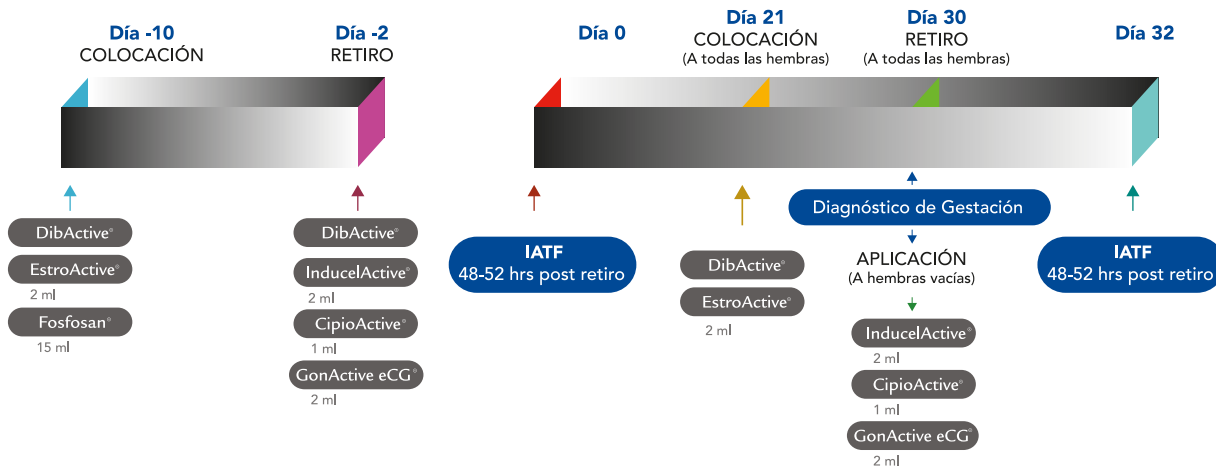 Día -10
COLOCACIÓN
Día -2
RETIRO
Día 0
Día 21
COLOCACIÓN
(A todas las hembras)
Día 30
RETIRO
(A todas las hembras)
Día 32
DibActive®
EstroActive®
2 ml
Fosfosan®
15 ml
DibActive®
InducelActive®
2 ml
CipioActive®
1 ml
GonActive eCG®
2 ml
IATF
48-52 hrs post retiro
DibActive®
EstroActive®
2 ml
Diagnóstico de Gestación
APLICACIÓN
(A hembras vacías)
InducelActive®
2 ml
CipioActive®
1 ml
GonActive eCG®
2 ml
IATF
48-52 hrs post retiro